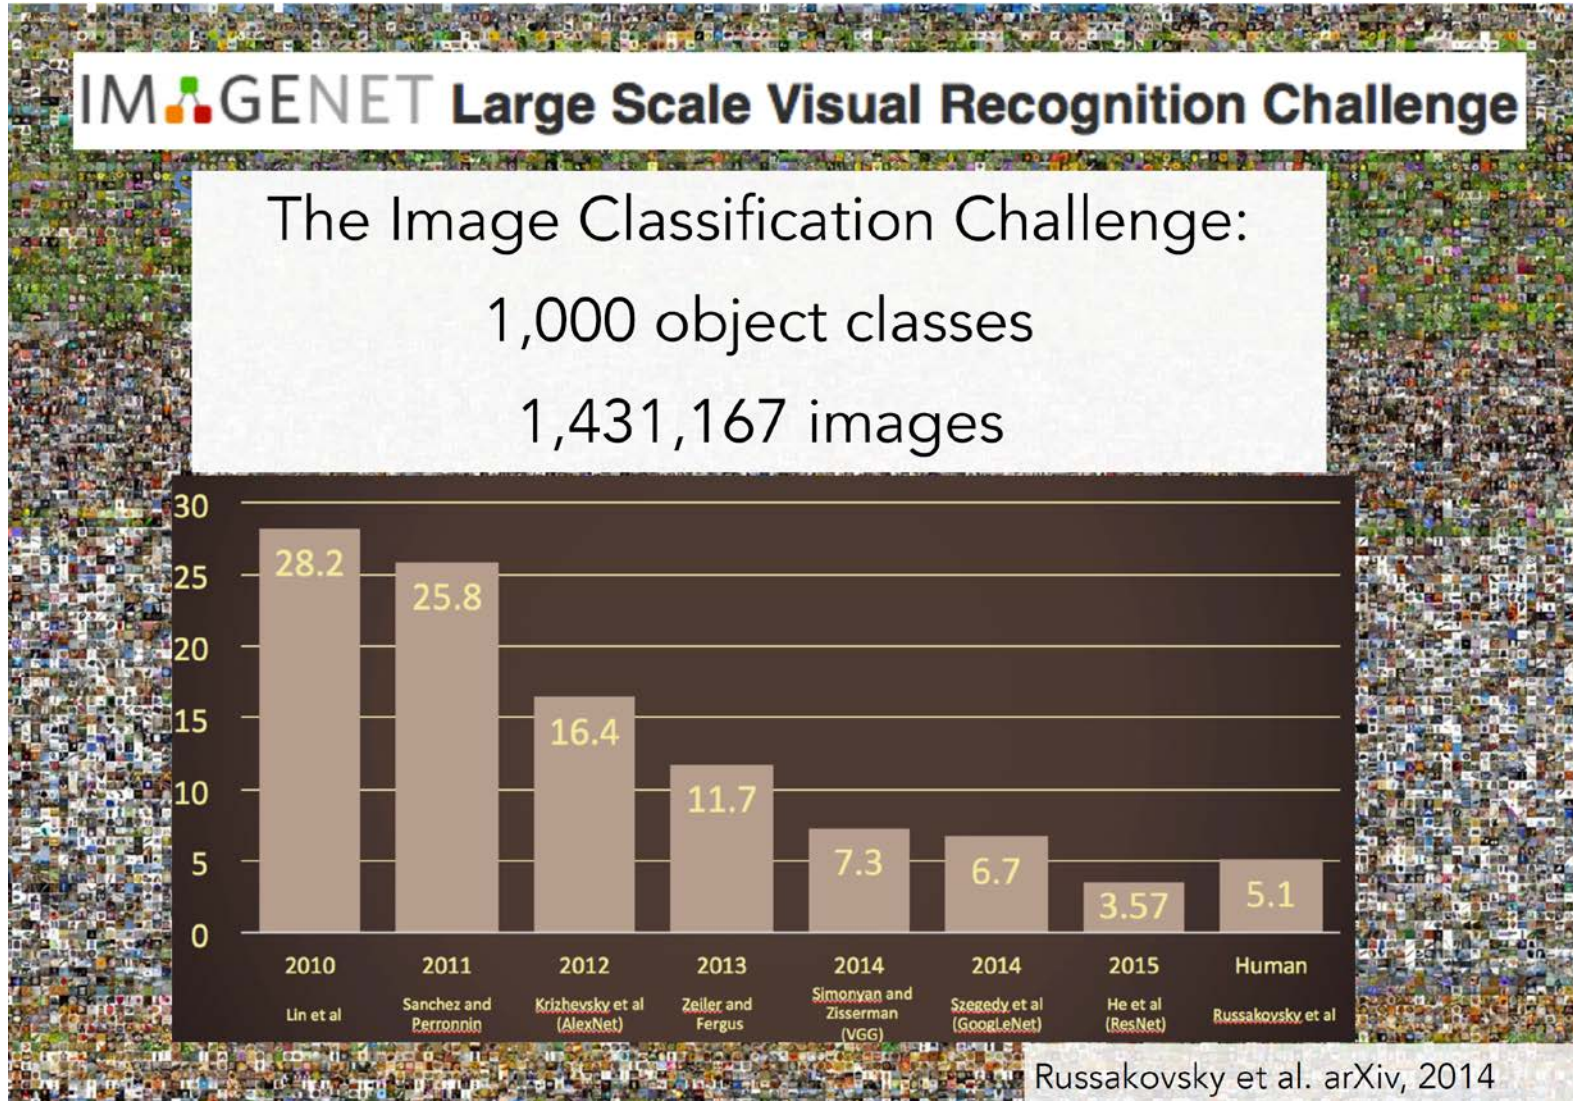 IMAGENET Large Scale Visual Recognition Challenge
The Image Classification Challenge:
1,000 object classes
1,431,167 images
30
25
20
15
10
5
0
28.2
25.8
16.4
11.7
7.3
6.7
3.57
5.1
2010
Lin et al
2011
Sanchez and
Perronnin
2012
Krizhevsky et al
(AlexNet)
2013
Zeiler and
Fergus
2014
Simonyan and
Zisserman
(VGG)
2014
Szegedy et al
(GoogLeNet)
2015
He et al
(ResNet)
Human
Russakovsky et al
Russakovsky et al. arXiv, 2014